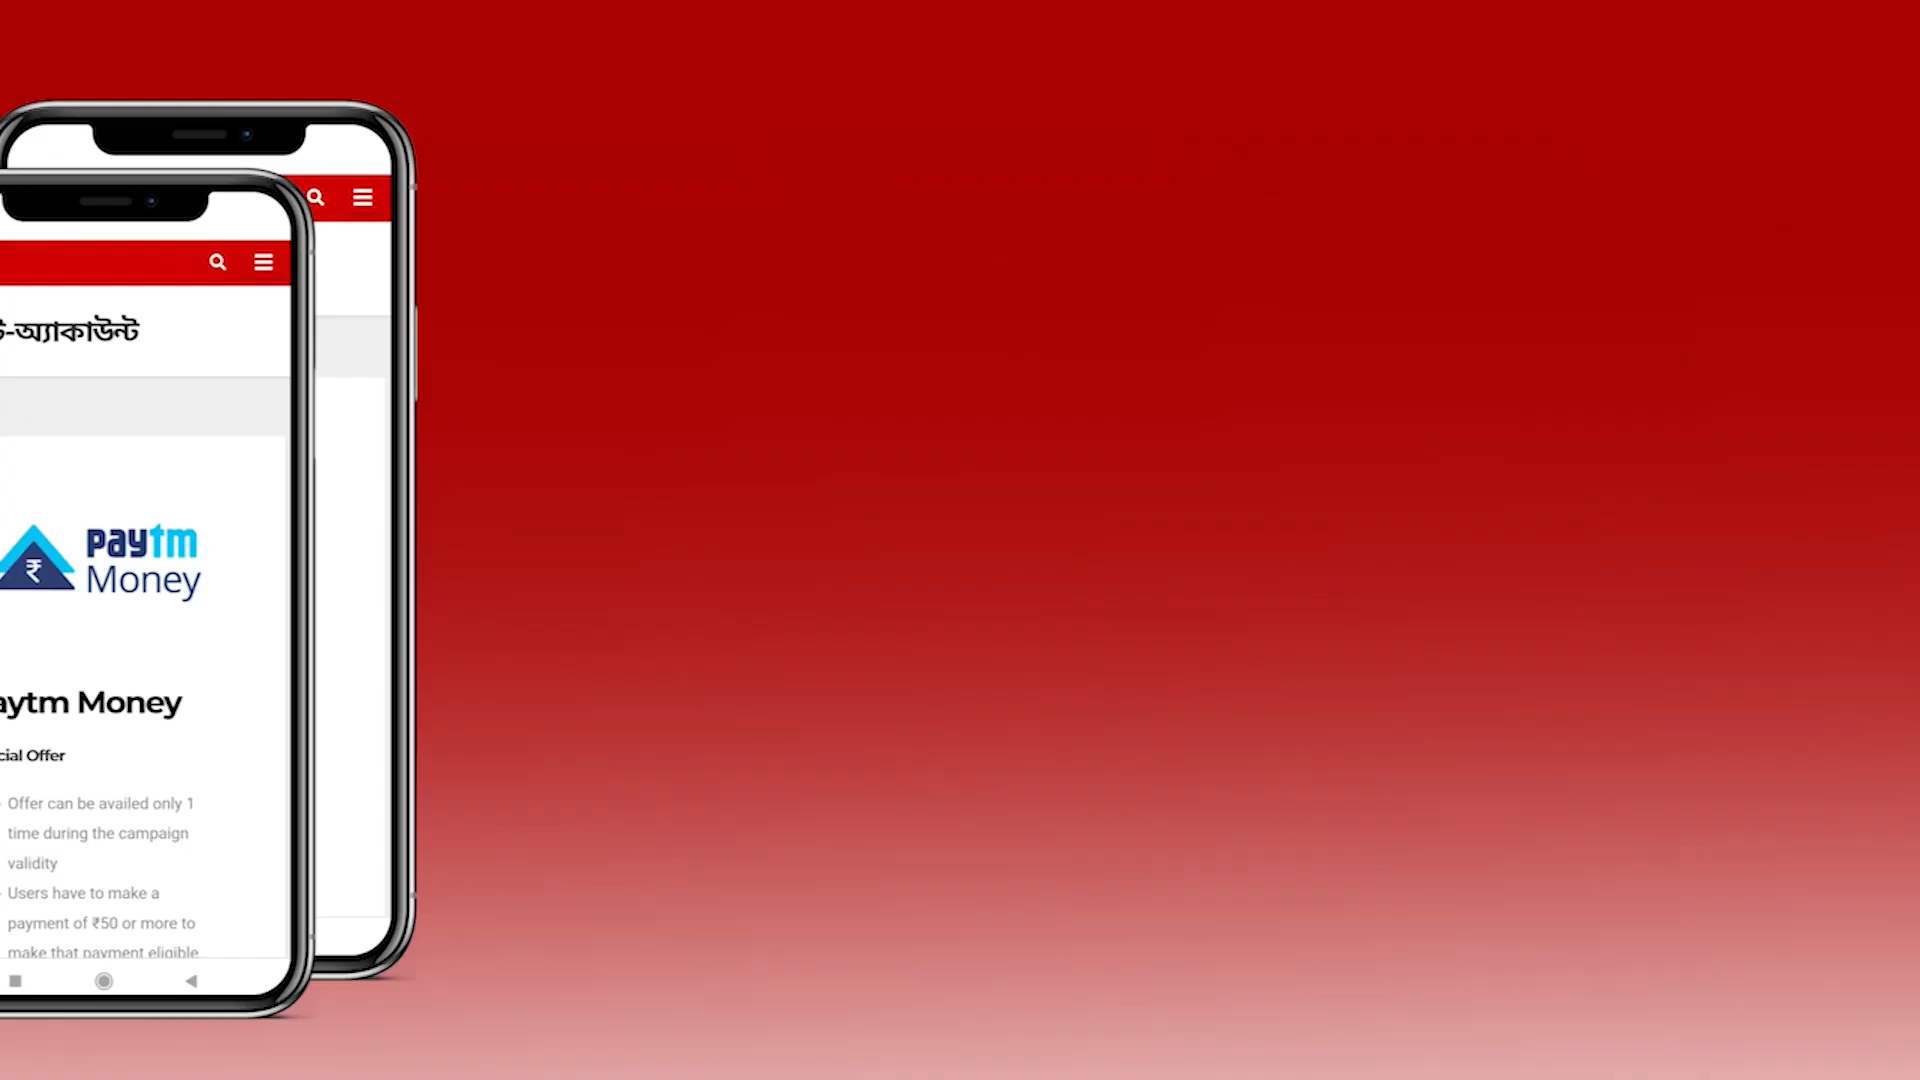 -অ্যাকাউন্ট
₹
paytm
Money
aytm Money
cial Offer
Offer can be availed only 1
time during the campaign
validity
Users have to make a
payment of ₹50 or more to
make that payment eligible